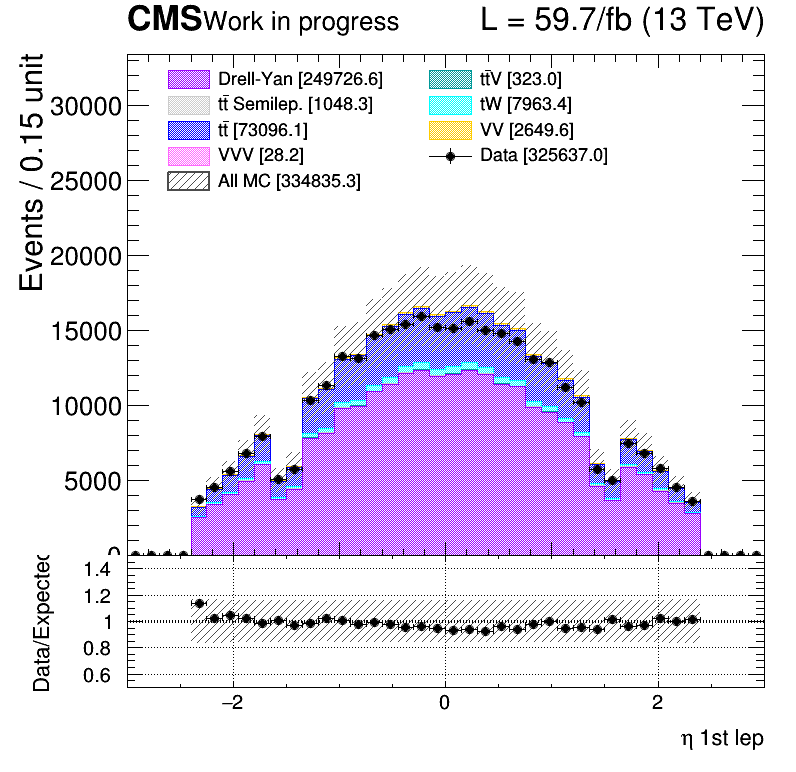 CMS Work in progress L = 59.7/fb (13 TeV)
Drell-Yan [249726.6] tt̄V [323.0]
tt̄ Semilep. [1048.3] tW [7963.4]
tt̄ [73096.1] VV [2649.6]
VVV [28.2] Data [325637.0]
All MC [334835.3]
Events / 0.15 unit
30000
25000
20000
15000
10000
5000
0
Data/Expected
1.4
1.2
1
0.8
0.6
−2 0 2
η 1st lep